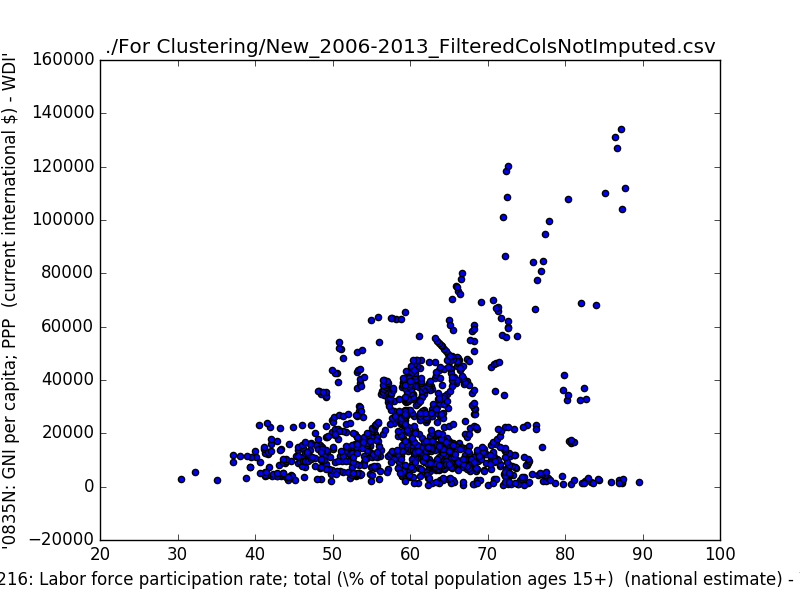 ./For Clustering/New_2006-2013_FilteredColsNotImputed.csv
160000
140000
120000
100000
80000
60000
40000
20000
0
−20000
'0835N: GNI per capita; PPP (current international $) - WDI'
20 30 40 50 60 70 80 90 100
216: Labor force participation rate; total (\% of total population ages 15+) (national estimate) -